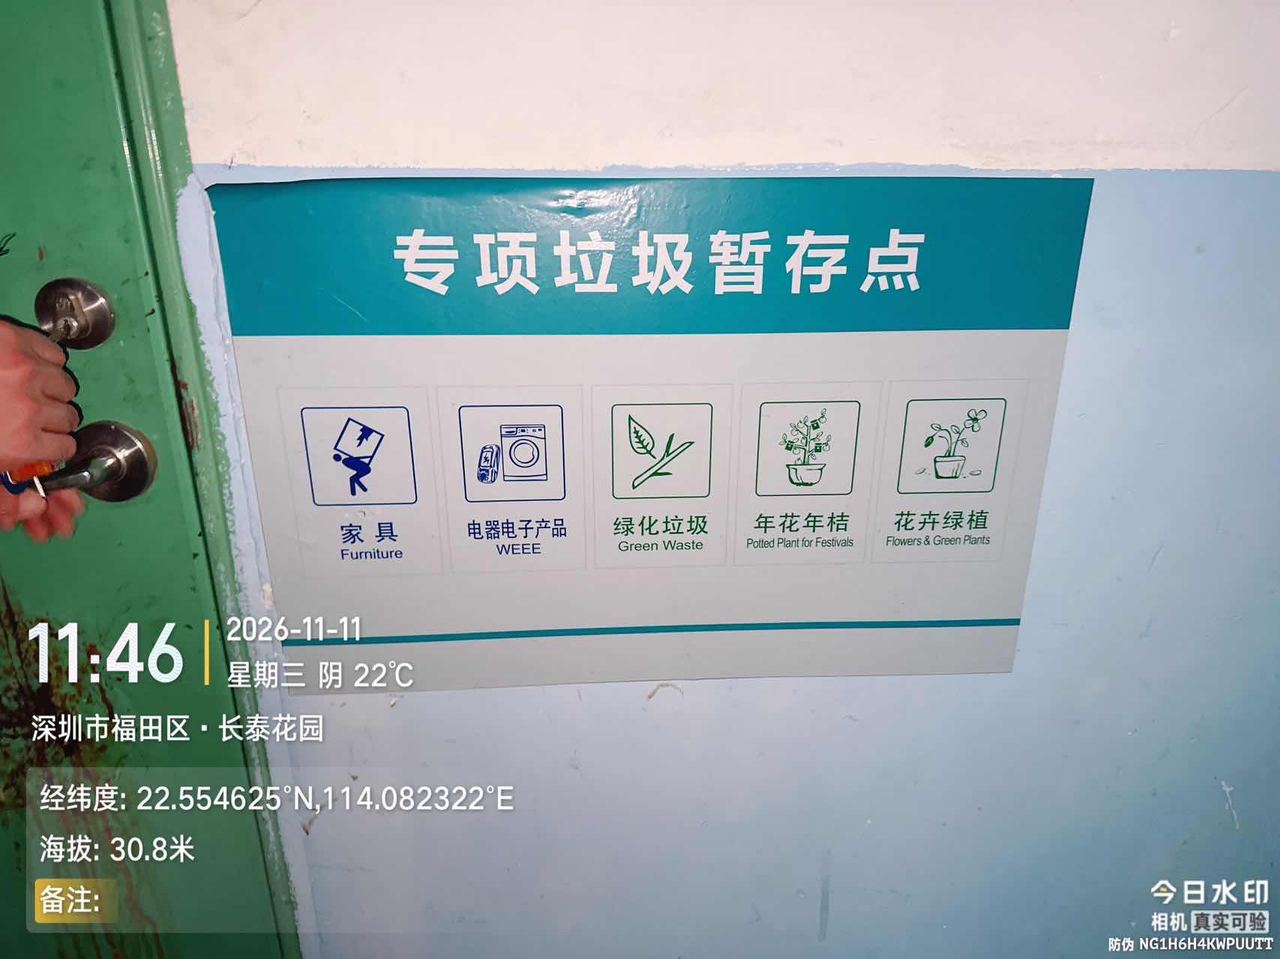 专项垃圾暂存点
家具
Furniture
电器电子产品
WEEE
绿化垃圾
Green Waste
年花年桔
Potted Plant for Festivals
花卉绿植
Flowers & Green Plants
11:46
2026-11-11
星期三 阴 22℃
深圳市福田区·长泰花园
经纬度: 22.554625°N,114.082322°E
海拔: 30.8米
备注:
今日水印
相机 真实可验
防伪 NG1H6H4KWPUUTT